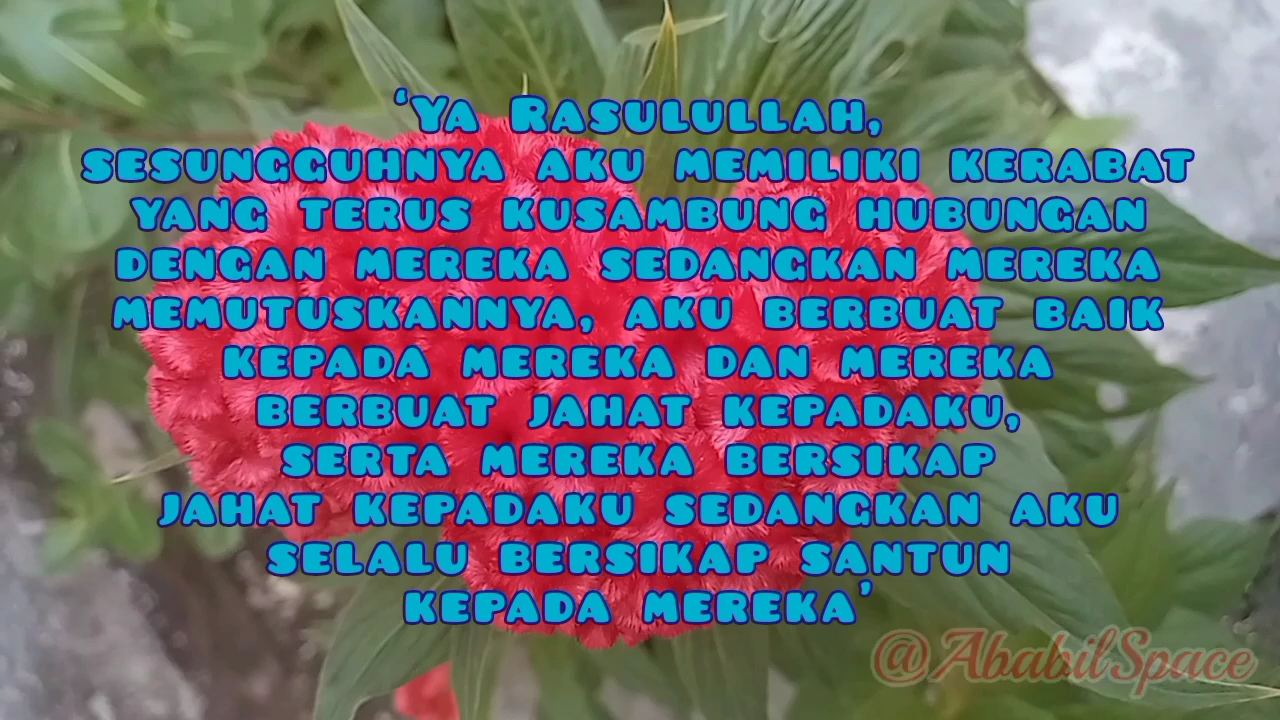 ‘Ya Rasulullah,
sesungguhnya aku memiliki kerabat
yang terus kusambung hubungan
dengan mereka sedangkan mereka
memutuskannya, aku berbuat baik
kepada mereka dan mereka
berbuat jahat kepadaku,
serta mereka bersikap
jahat kepadaku sedangkan aku
selalu bersikap santun
kepada mereka’
@AbabilSpace